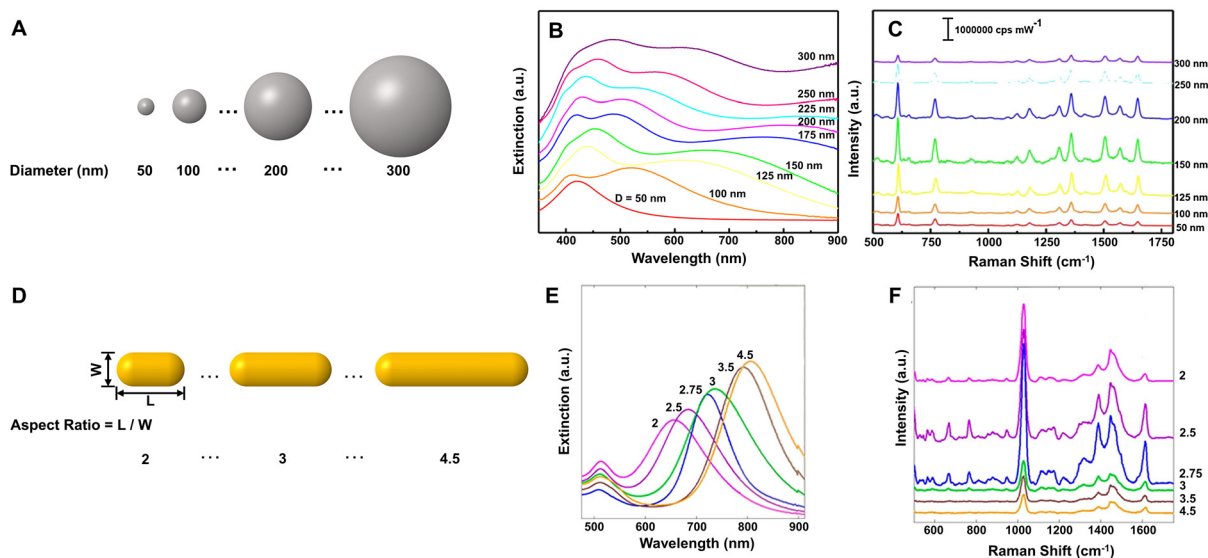 A
Diameter (nm)
50
100
...
200
...
300
...
...
B
Extinction (a.u.)
300 nm
250 nm
225 nm
200 nm
175 nm
150 nm
125 nm
100 nm
D = 50 nm
400
500
600
700
800
900
Wavelength (nm)
C
1000000 cps mW-1
Intensity (a.u.)
300 nm
250 nm
200 nm
150 nm
125 nm
100 nm
50 nm
500
750
1000
1250
1500
1750
Raman Shift (cm-1)
D
W
L
...
...
Aspect Ratio = L / W
2
...
3
...
4.5
E
Extinction (a.u.)
2
2.5
2.75
3
3.5
4.5
500
600
700
800
900
Wavelength (nm)
F
Intensity (a.u.)
2
2.5
2.75
3
3.5
4.5
600
800
1000
1200
1400
1600
Raman Shift (cm-1)